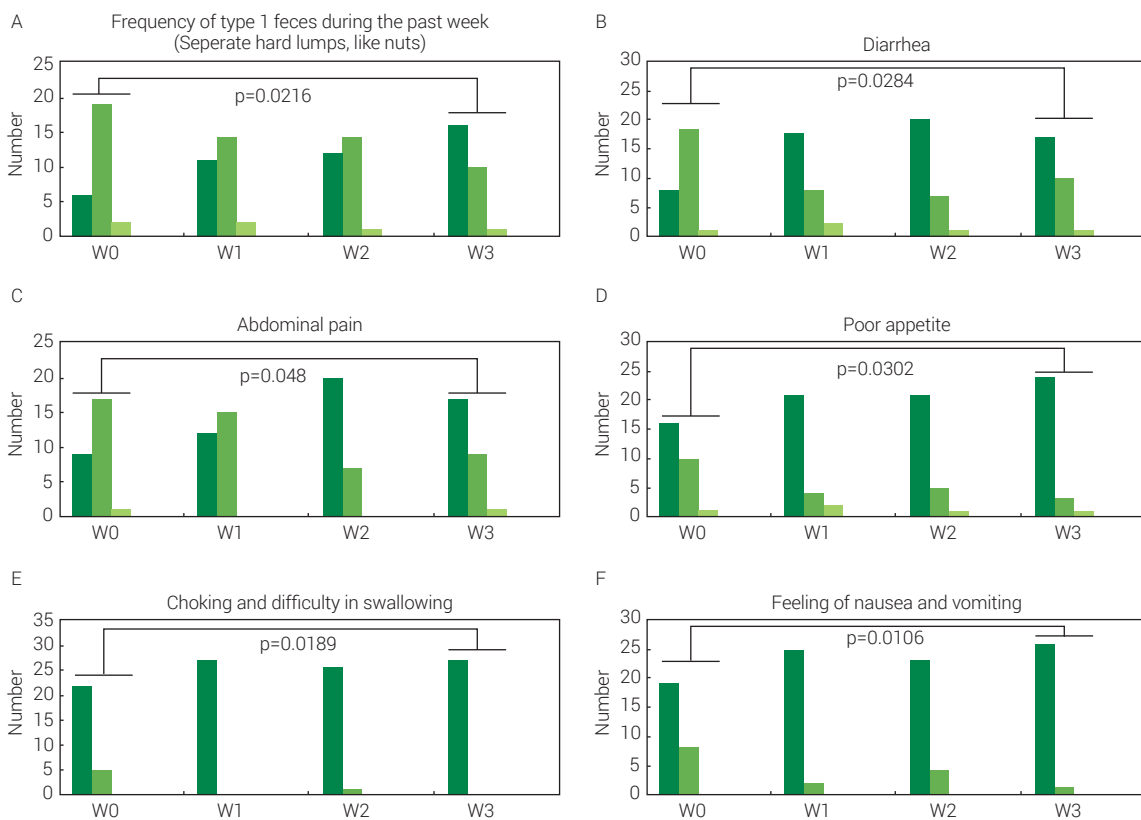 A
Frequency of type 1 feces during the past week
(Seperate hard lumps, like nuts)
25
20
15
10
5
0
Number
p=0.0216
W0 W1 W2 W3
B
Diarrhea
30
25
20
15
10
5
0
Number
p=0.0284
W0 W1 W2 W3
C
Abdominal pain
25
20
15
10
5
0
Number
p=0.048
W0 W1 W2 W3
D
Poor appetite
30
25
20
15
10
5
0
Number
p=0.0302
W0 W1 W2 W3
E
Choking and difficulty in swallowing
35
30
25
20
10
10
5
0
Number
p=0.0189
W0 W1 W2 W3
F
Feeling of nausea and vomiting
30
25
20
15
10
5
0
Number
p=0.0106
W0 W1 W2 W3